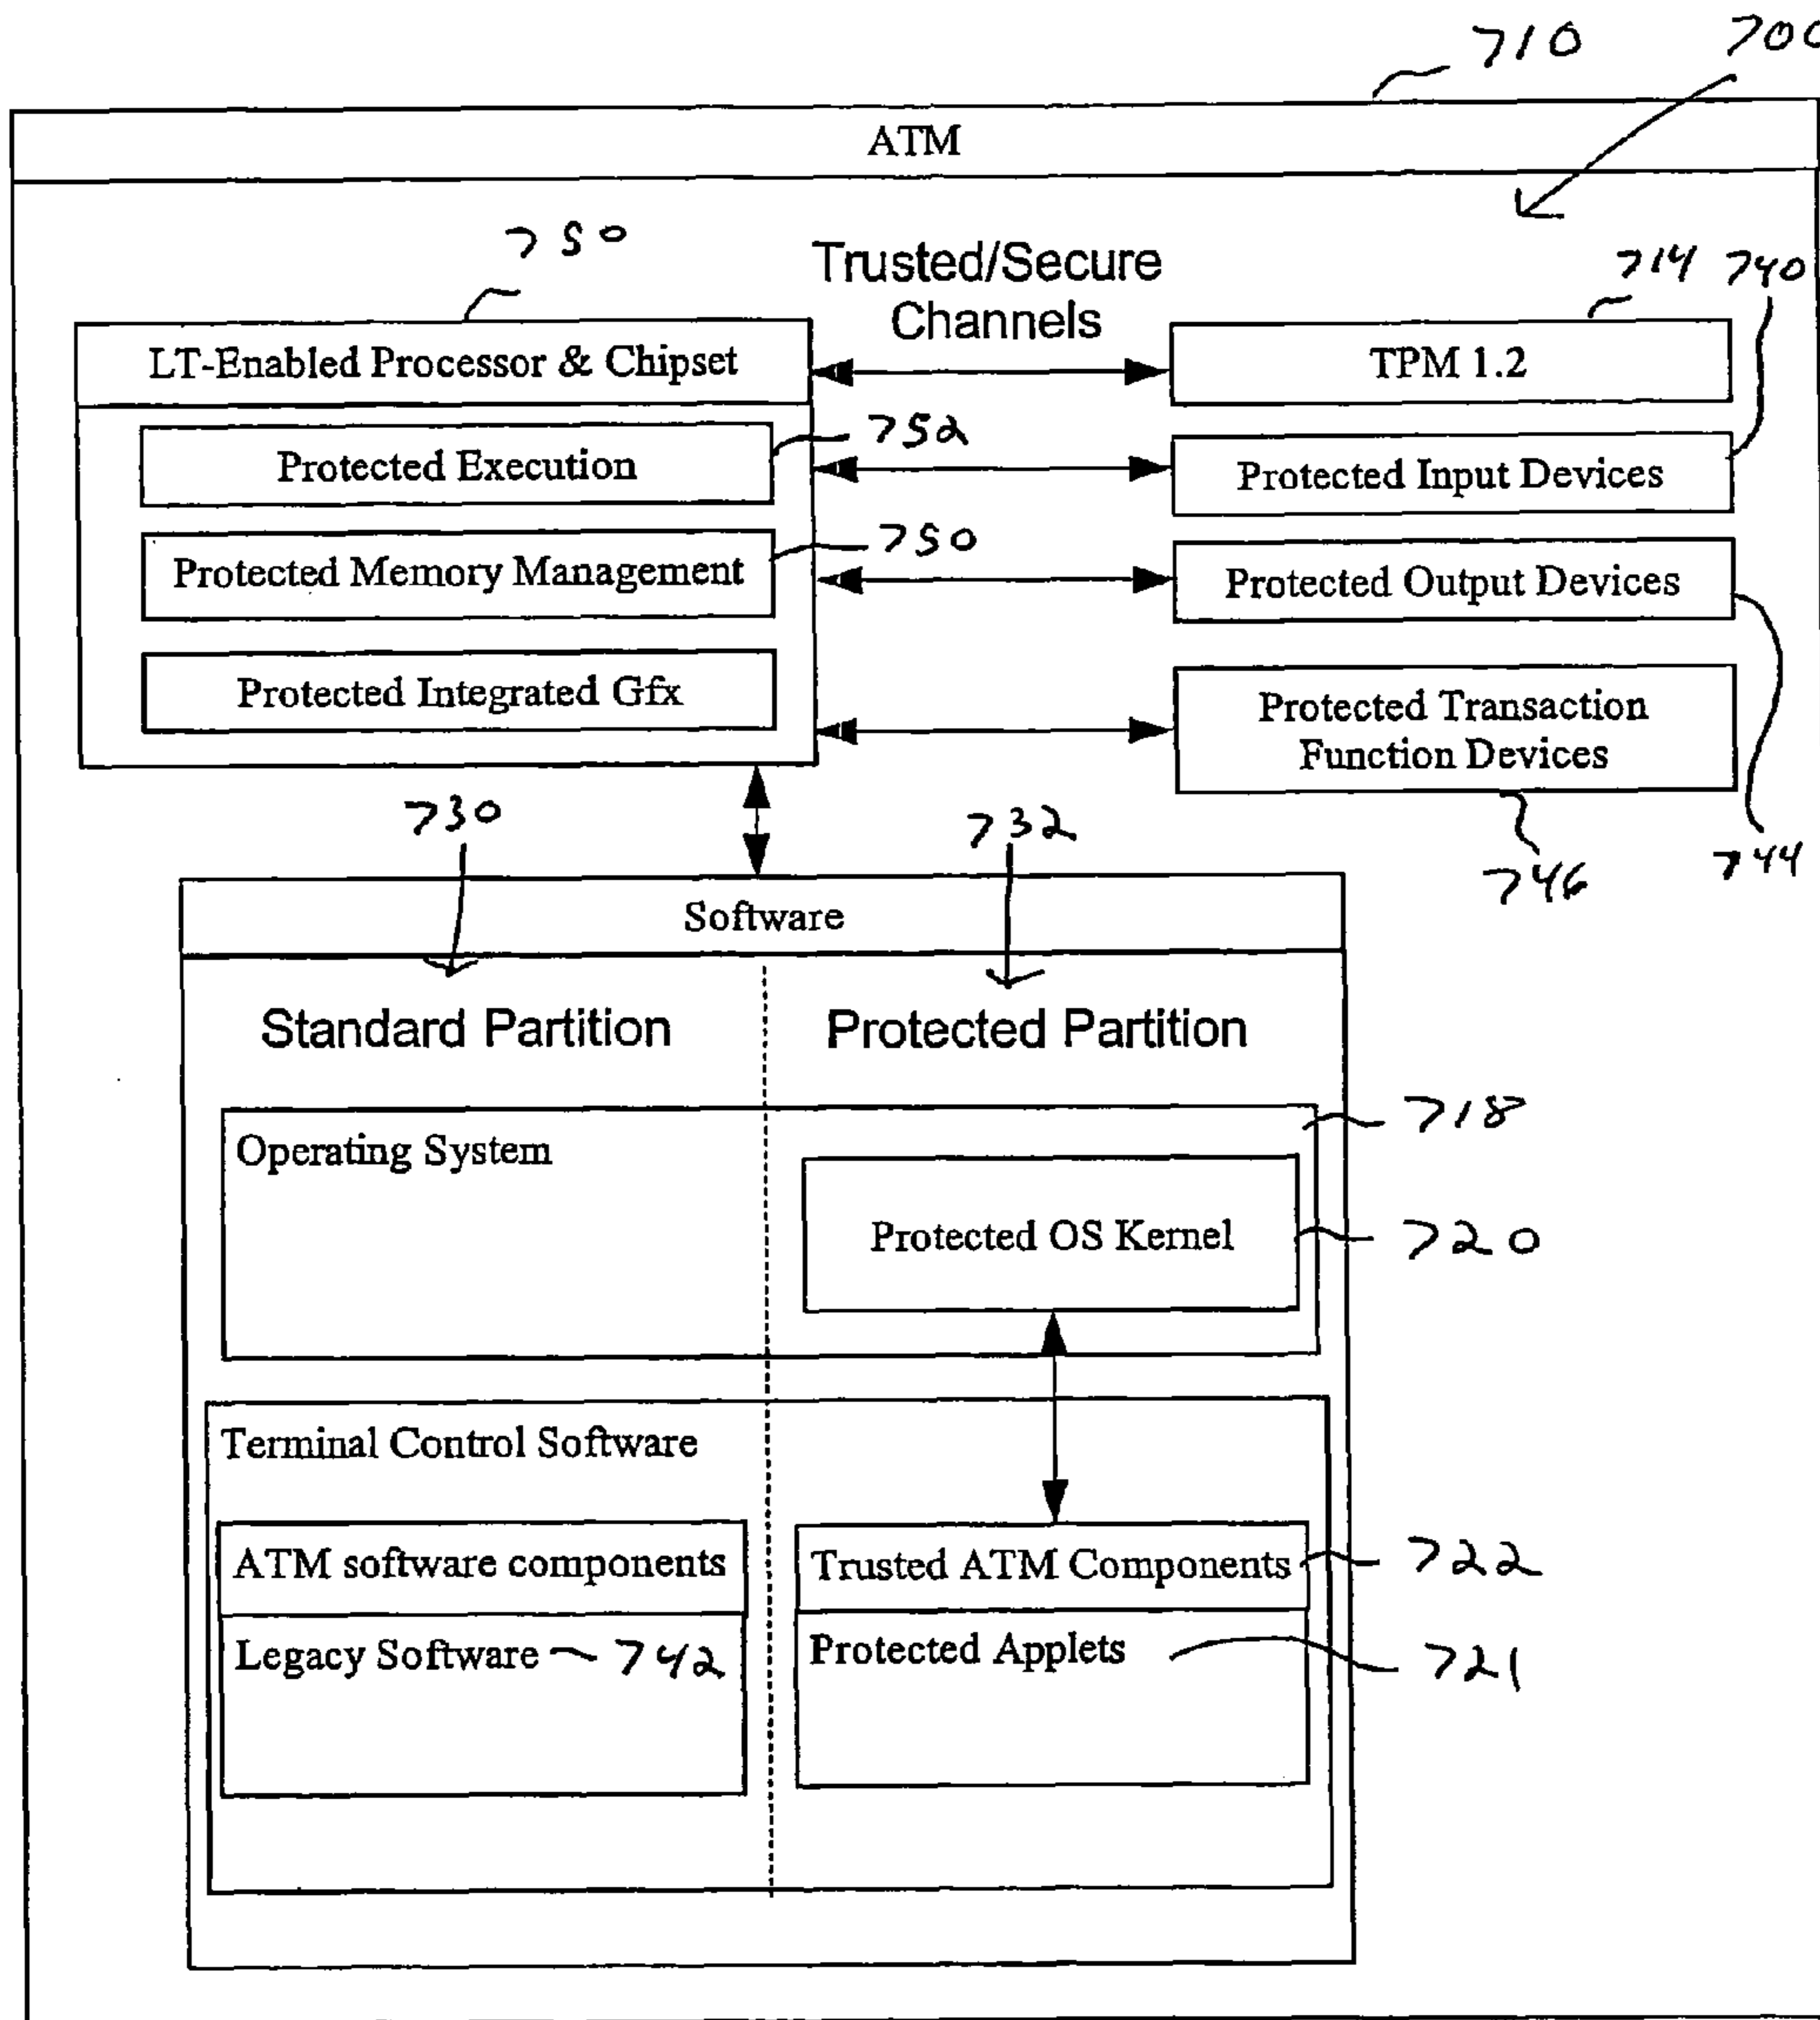 710
700
ATM
750
Trusted/Secure
Channels
714
740
LT-Enabled Processor & Chipset
TPM 1.2
Protected Execution
752
Protected Input Devices
Protected Memory Management
750
Protected Output Devices
Protected Integrated Gfx
Protected Transaction
Function Devices
730
732
746
744
Software
Standard Partition
Protected Partition
Operating System
718
Protected OS Kernel
720
Terminal Control Software
ATM software components
Trusted ATM Components
722
Legacy Software
742
Protected Applets
721